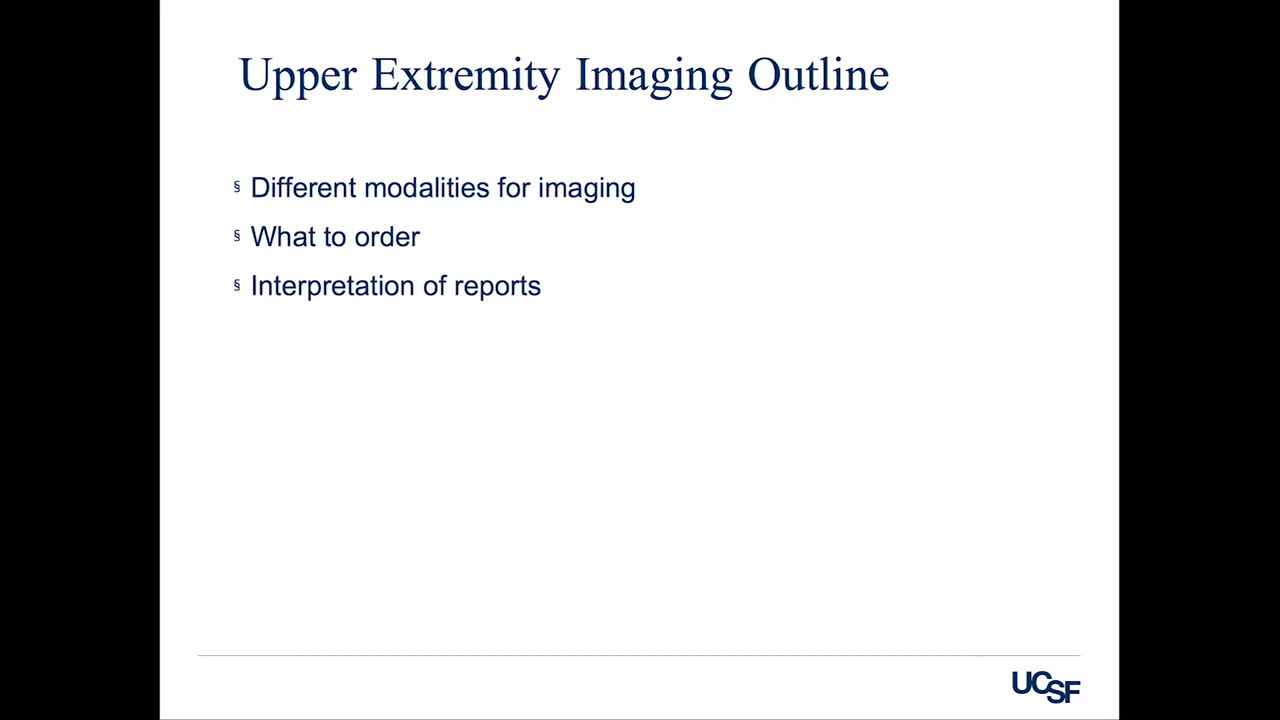 Upper Extremity Imaging Outline
§ Different modalities for imaging
§ What to order
§ Interpretation of reports
UCSF